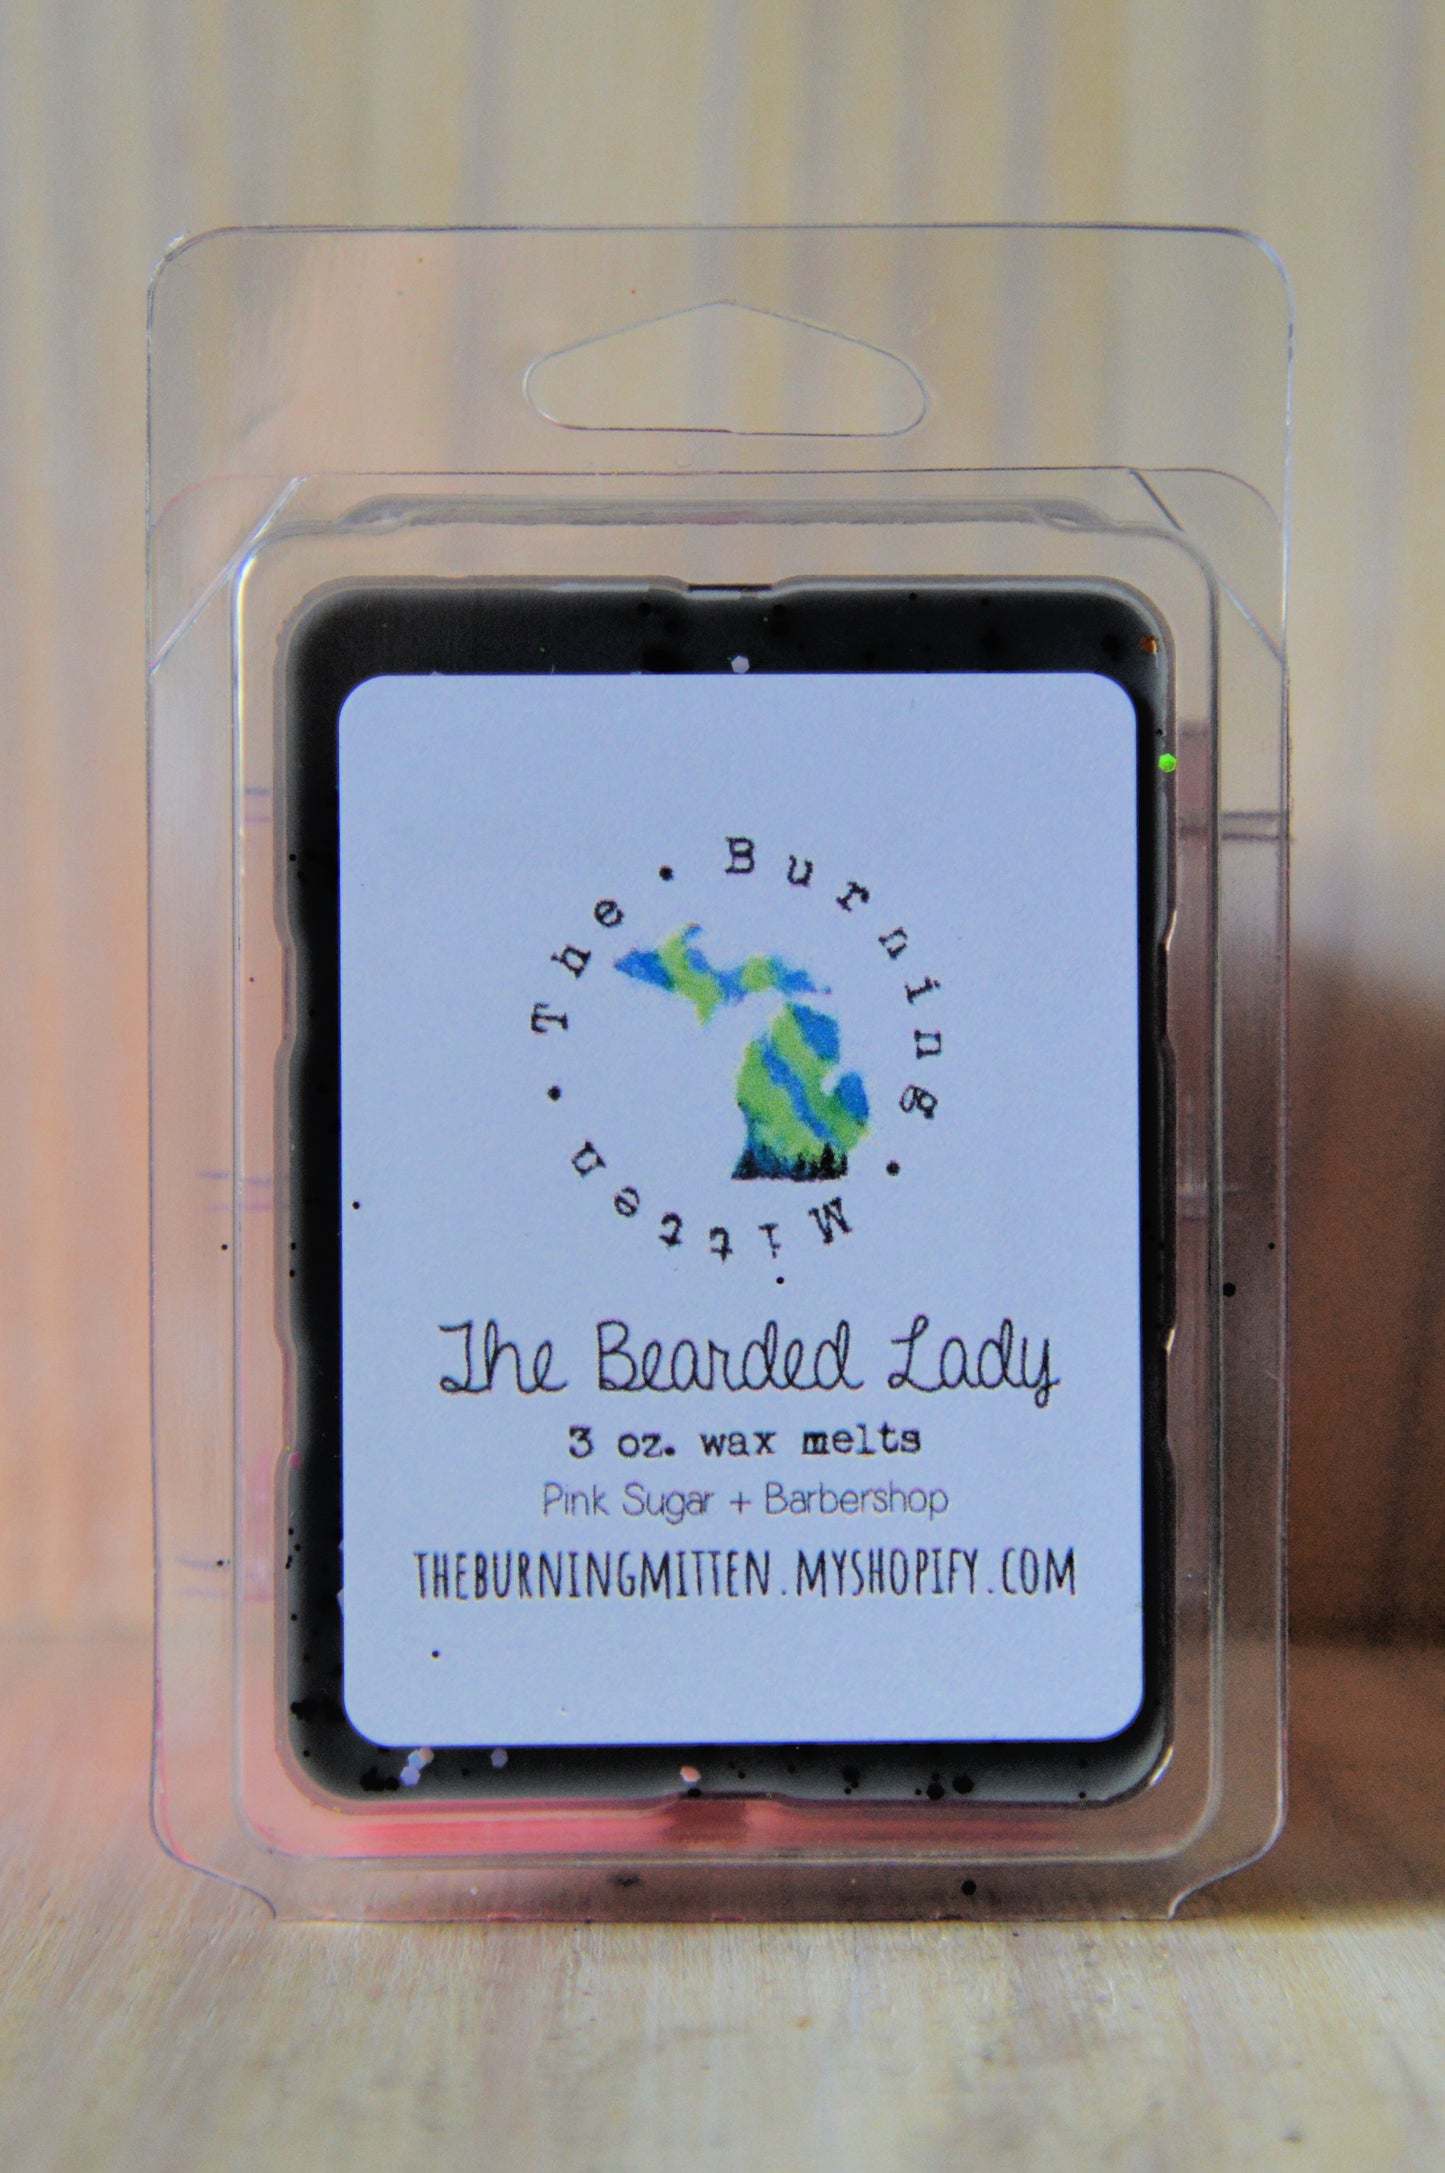 The • Burning • Mitten •
The Bearded Lady
3 oz. wax melts
Pink Sugar + Barbershop
THEBURNINGMITTEN.MYSHOPIFY.COM